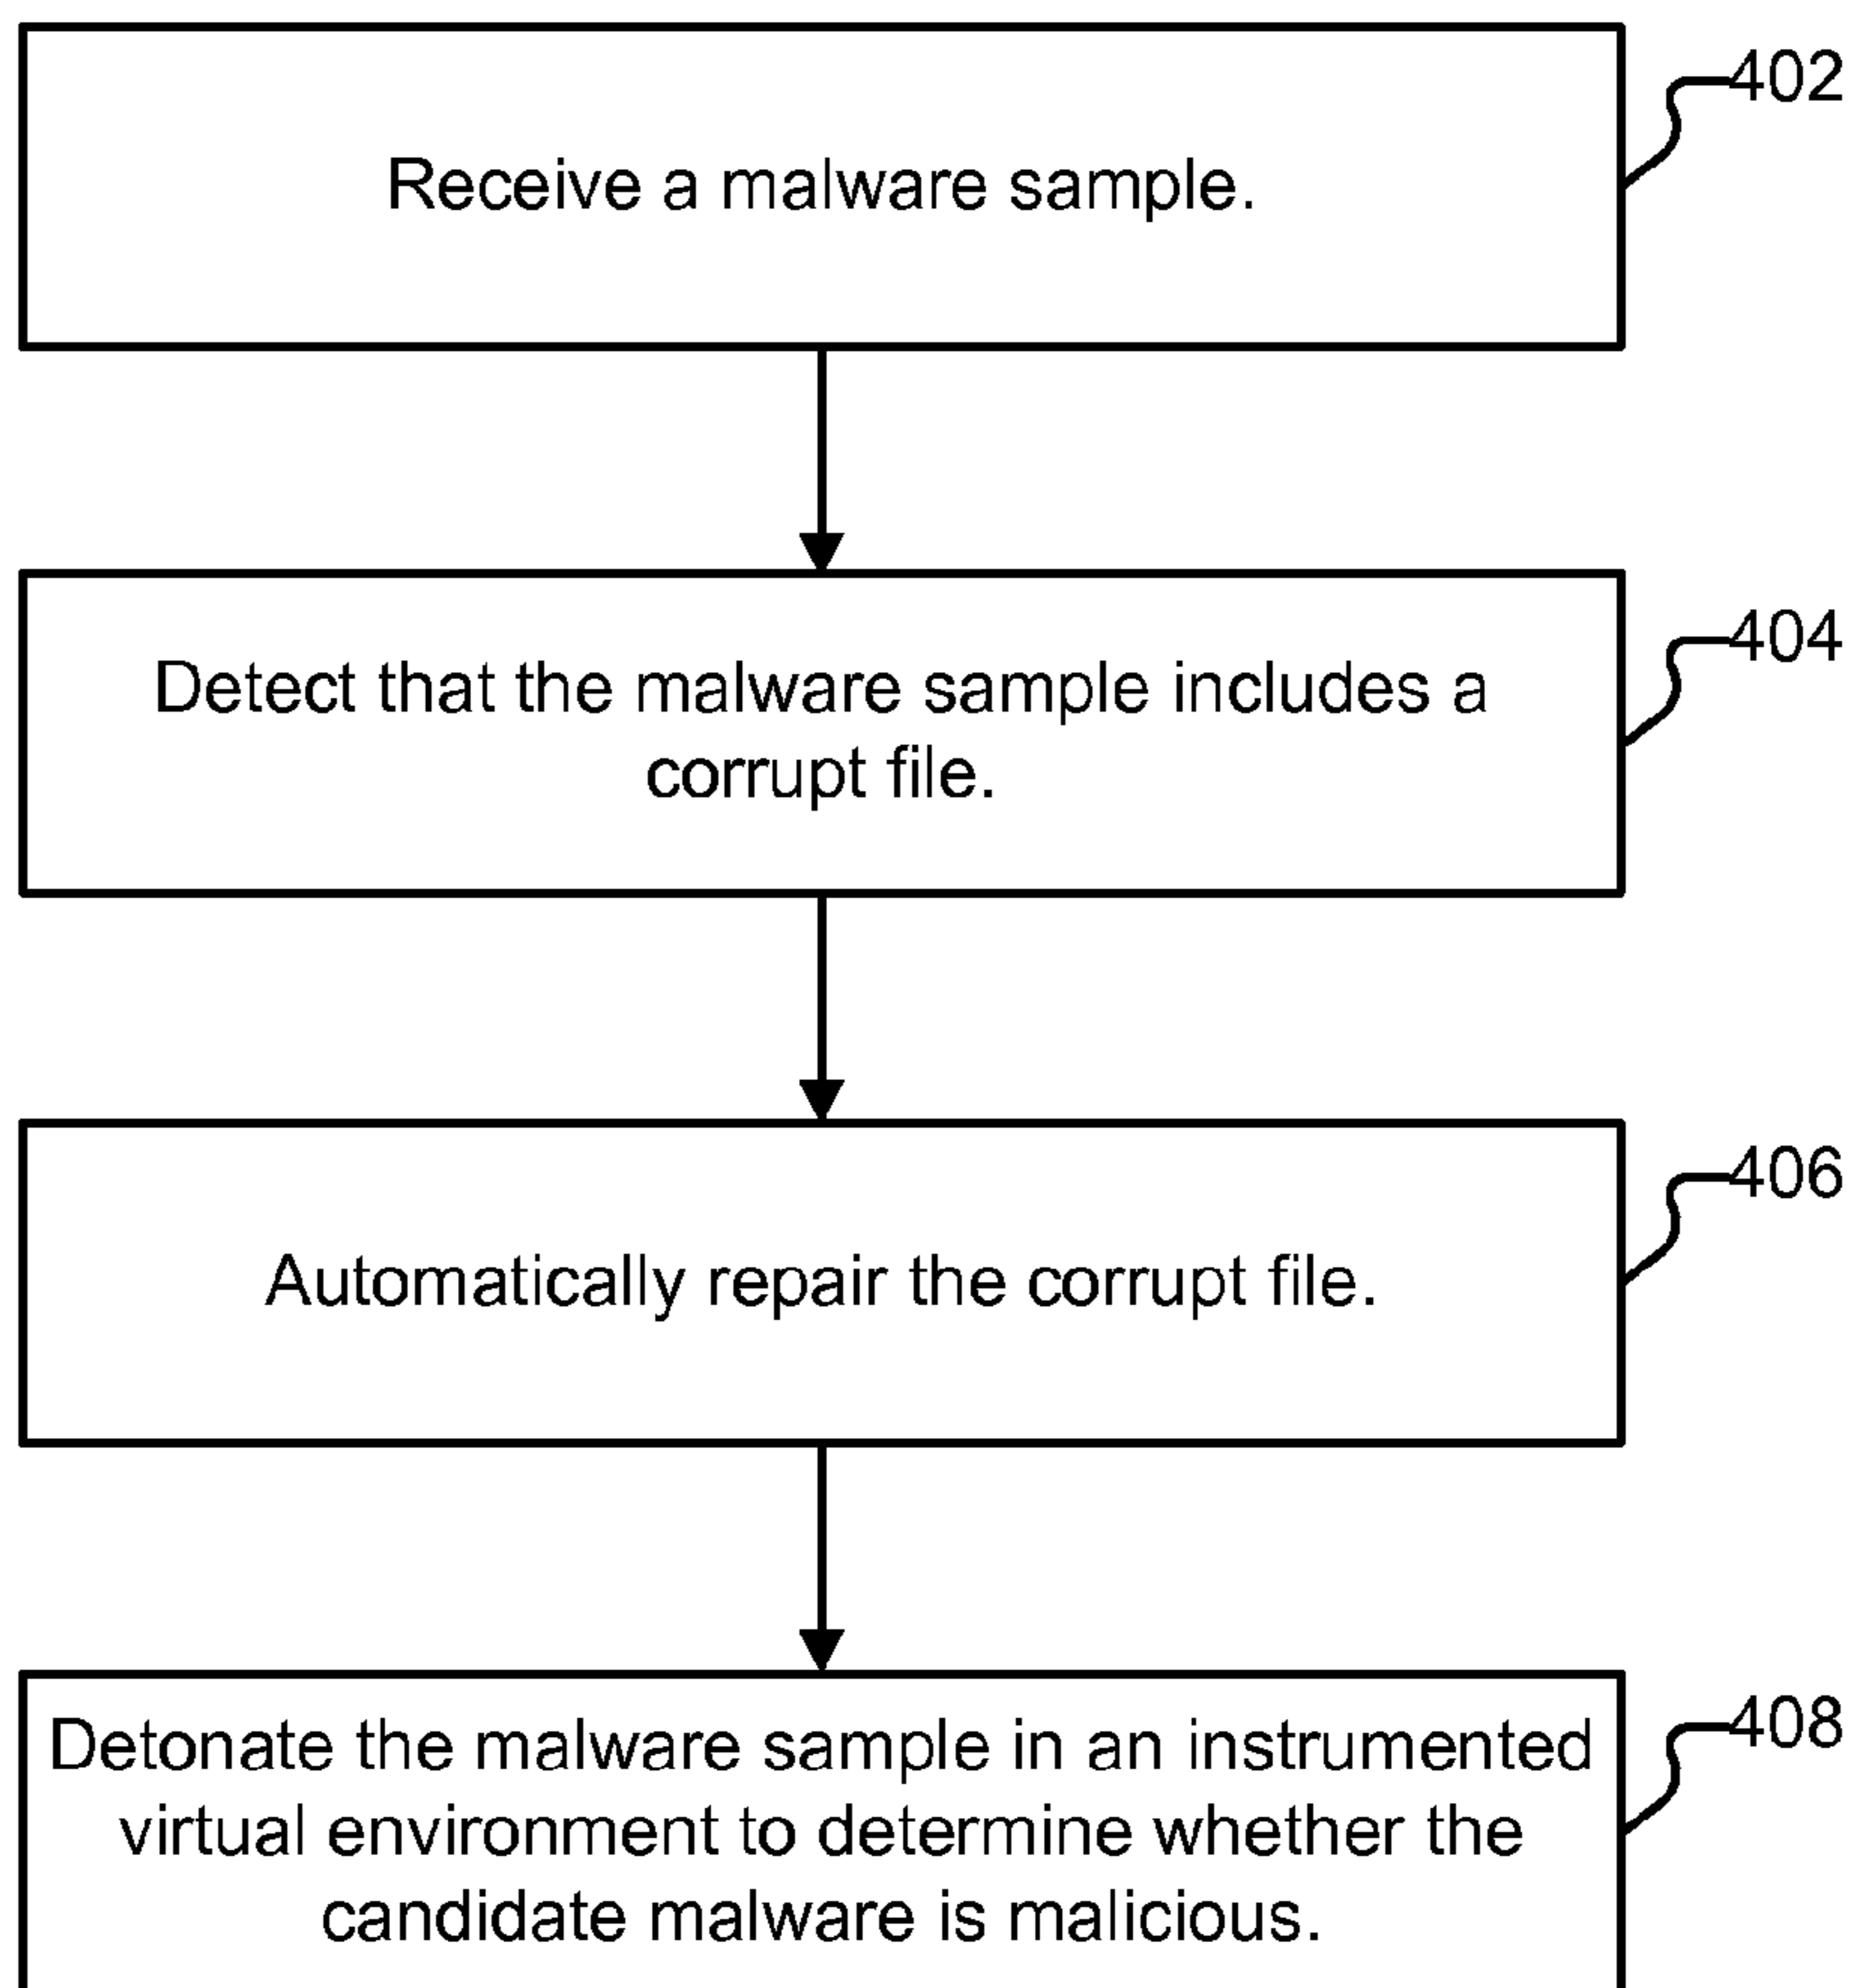 402
Receive a malware sample.
404
Detect that the malware sample includes a
corrupt file.
406
Automatically repair the corrupt file.
408
Detonate the malware sample in an instrumented
virtual environment to determine whether the
candidate malware is malicious.